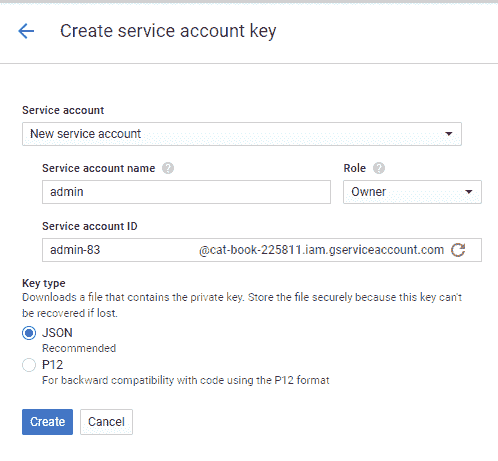 Create service account key
Service account
New service account
Service account name
Role
admin
Owner
Service account ID
admin-83 @cat-book-225811.iam.gserviceaccount.com
Key type
Downloads a file that contains the private key. Store the file securely because this key can't
be recovered if lost.
JSON
Recommended
P12
For backward compatibility with code using the P12 format
Create Cancel